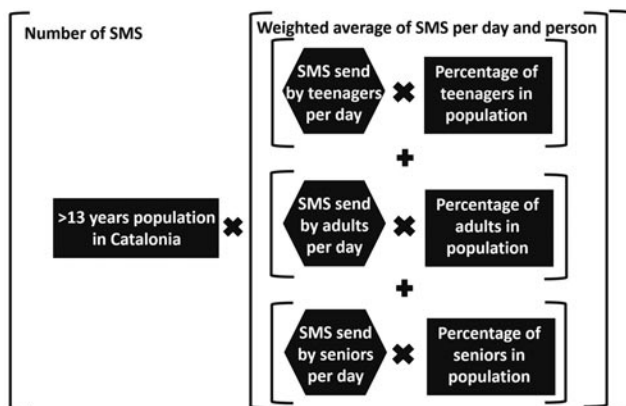 Number of SMS
Weighted average of SMS per day and person
SMS send
by teenagers
per day
Percentage of
teenagers in
population
>13 years population
in Catalonia
SMS send
by adults
per day
Percentage of
adults in
population
SMS send
by seniors
per day
Percentage of
seniors in
population